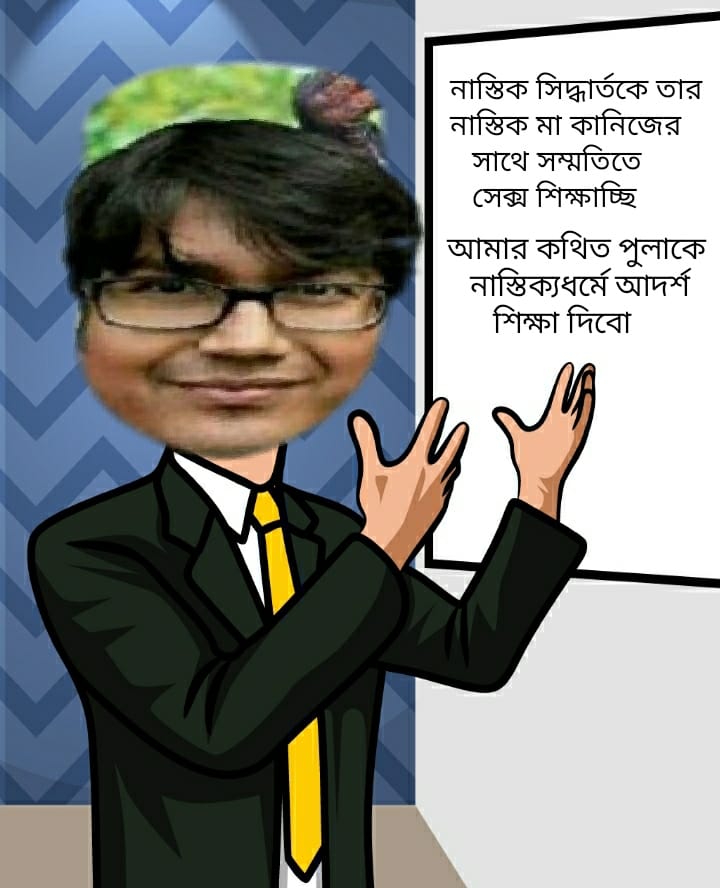 নাস্তিক সিদ্ধার্তকে তার
নাস্তিক মা কানিজের
সাথে সম্মতিতে
সেক্স শিক্ষাচ্ছি
আমার কথিত পুলাকে
নাস্তিক্যধর্মে আদর্শ
শিক্ষা দিবো